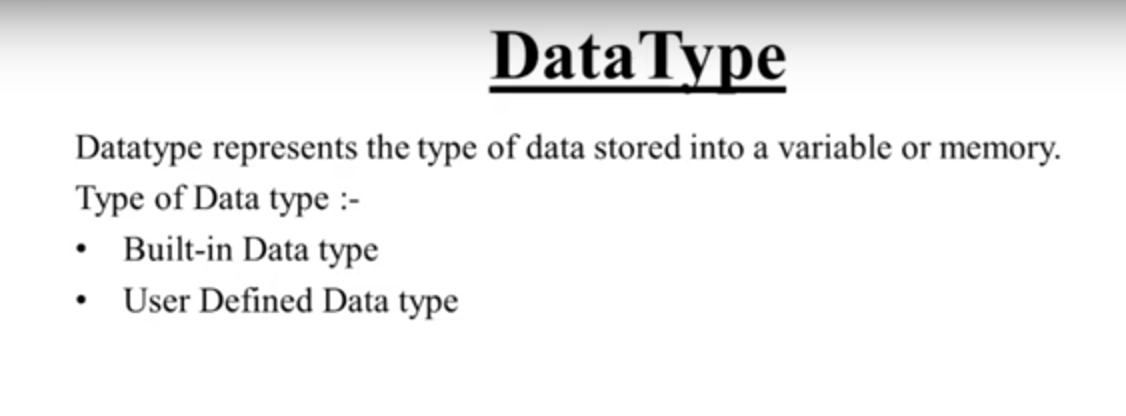 DataType
Datatype represents the type of data stored into a variable or memory.
Type of Data type :-
• Built-in Data type
• User Defined Data type